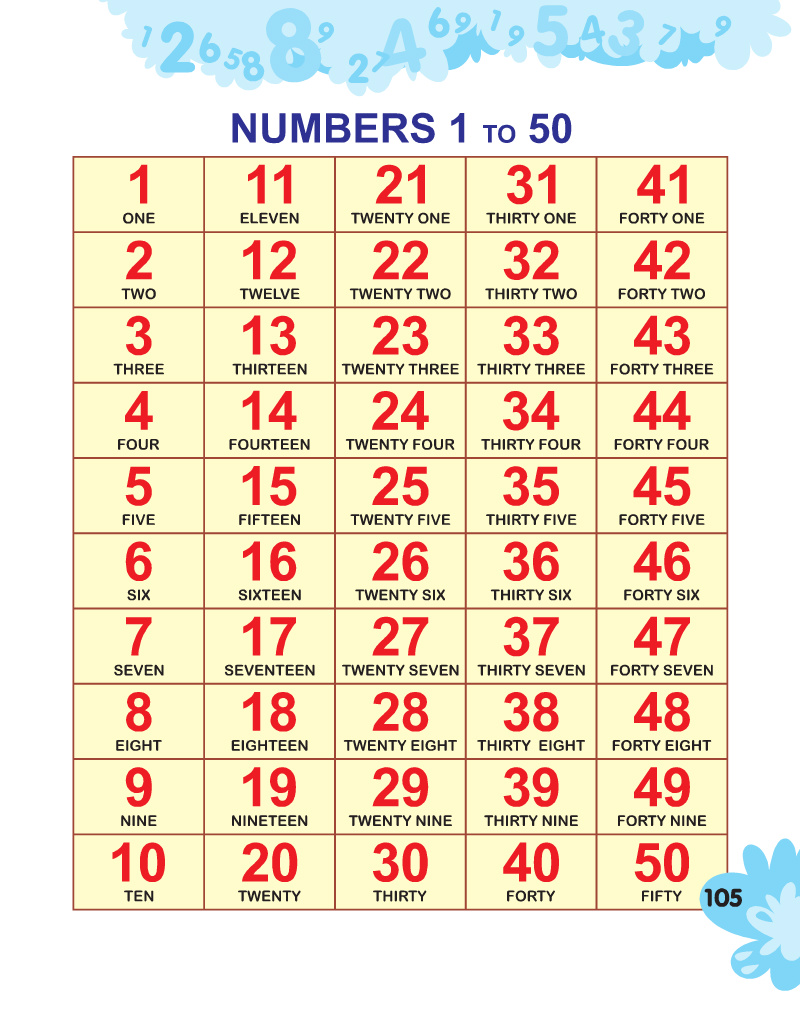 1 2 6 5 8 8 9 2 7 4 6 9 1 9 5 4 3 7 9
NUMBERS 1 TO 50
1 11 21 31 41
ONE ELEVEN TWENTY ONE THIRTY ONE FORTY ONE
2 12 22 32 42
TWO TWELVE TWENTY TWO THIRTY TWO FORTY TWO
3 13 23 33 43
THREE THIRTEEN TWENTY THREE THIRTY THREE FORTY THREE
4 14 24 34 44
FOUR FOURTEEN TWENTY FOUR THIRTY FOUR FORTY FOUR
5 15 25 35 45
FIVE FIFTEEN TWENTY FIVE THIRTY FIVE FORTY FIVE
6 16 26 36 46
SIX SIXTEEN TWENTY SIX THIRTY SIX FORTY SIX
7 17 27 37 47
SEVEN SEVENTEEN TWENTY SEVEN THIRTY SEVEN FORTY SEVEN
8 18 28 38 48
EIGHT EIGHTEEN TWENTY EIGHT THIRTY EIGHT FORTY EIGHT
9 19 29 39 49
NINE NINETEEN TWENTY NINE THIRTY NINE FORTY NINE
10 20 30 40 50
TEN TWENTY THIRTY FORTY FIFTY
105